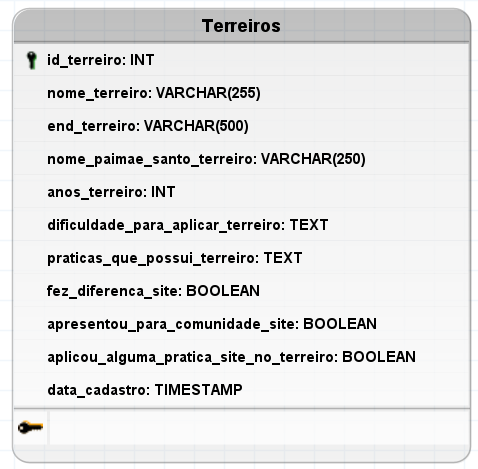 Terreiros
id_terreiro: INT
nome_terreiro: VARCHAR(255)
end_terreiro: VARCHAR(500)
nome_paimae_santo_terreiro: VARCHAR(250)
anos_terreiro: INT
dificuldade_para_aplicar_terreiro: TEXT
praticas_que_possui_terreiro: TEXT
fez_diferenca_site: BOOLEAN
apresentou_para_comunidade_site: BOOLEAN
aplicou_alguma_pratica_site_no_terreiro: BOOLEAN
data_cadastro: TIMESTAMP